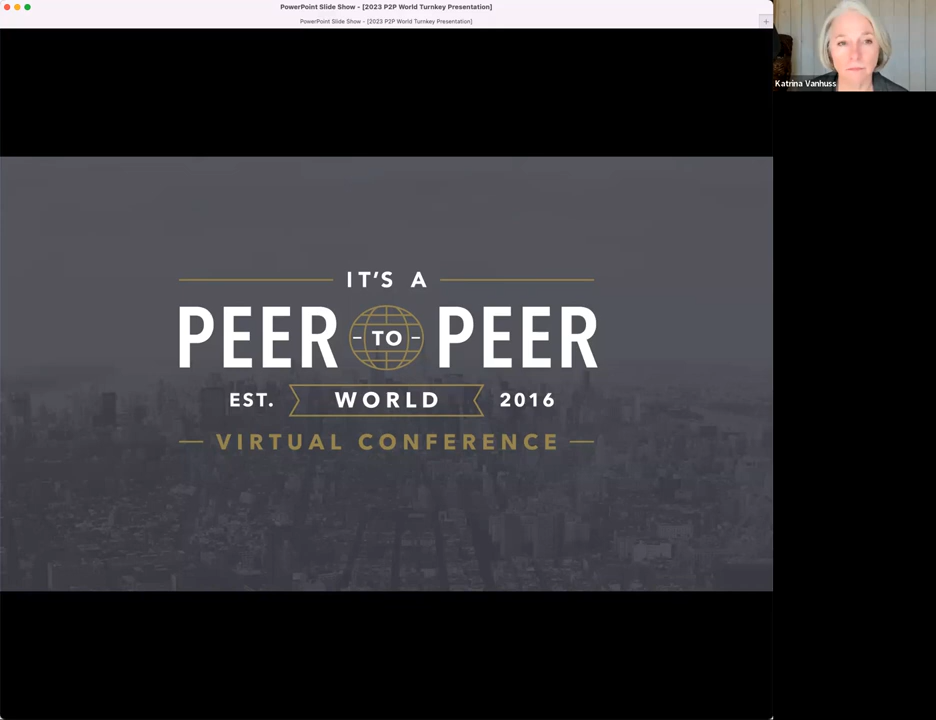 PowerPoint Slide Show - [2023 P2P World Turnkey Presentation]
PowerPoint Slide Show - [2023 P2P World Turnkey Presentation]
+
Katrina Vanhuss
IT'S A
PEER -TO- PEER
EST. WORLD 2016
— VIRTUAL CONFERENCE —